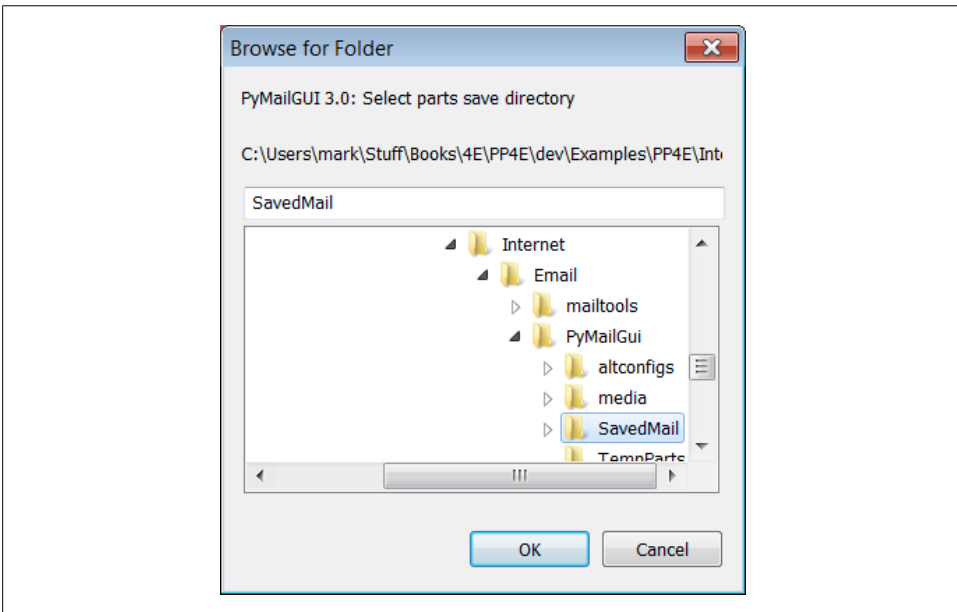 Browse for Folder
PyMailGUI 3.0: Select parts save directory
C:\Users\mark\Stuff\Books\4E\PP4E\dev\Examples\PP4E\Int
SavedMail
Internet
Email
mailtools
PyMailGui
altconfigs
media
SavedMail
TempParts
OK
Cancel